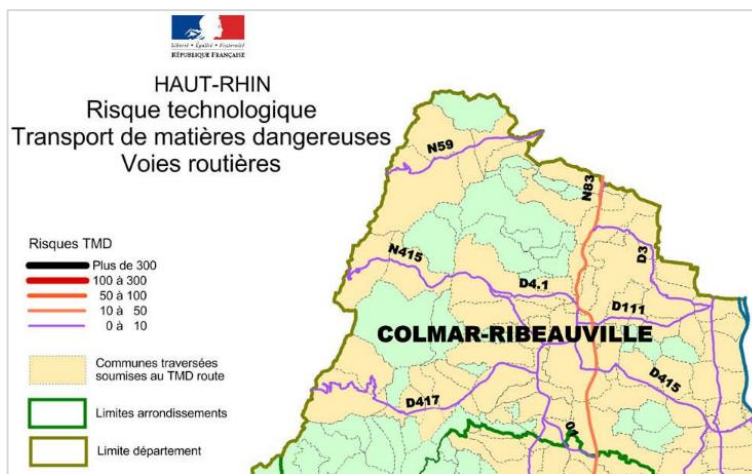 Liberté • Égalité • Fraternité
RÉPUBLIQUE FRANÇAISE
HAUT-RHIN
Risque technologique
Transport de matières dangereuses
Voies routières
Risques TMD
Plus de 300
100 à 300
50 à 100
10 à 50
0 à 10
Communes traversées
soumises au TMD route
Limites arrondissements
Limite département
N59
N83
N415
D4.1
D3
D111
COLMAR-RIBEAUVILLE
D417
D415